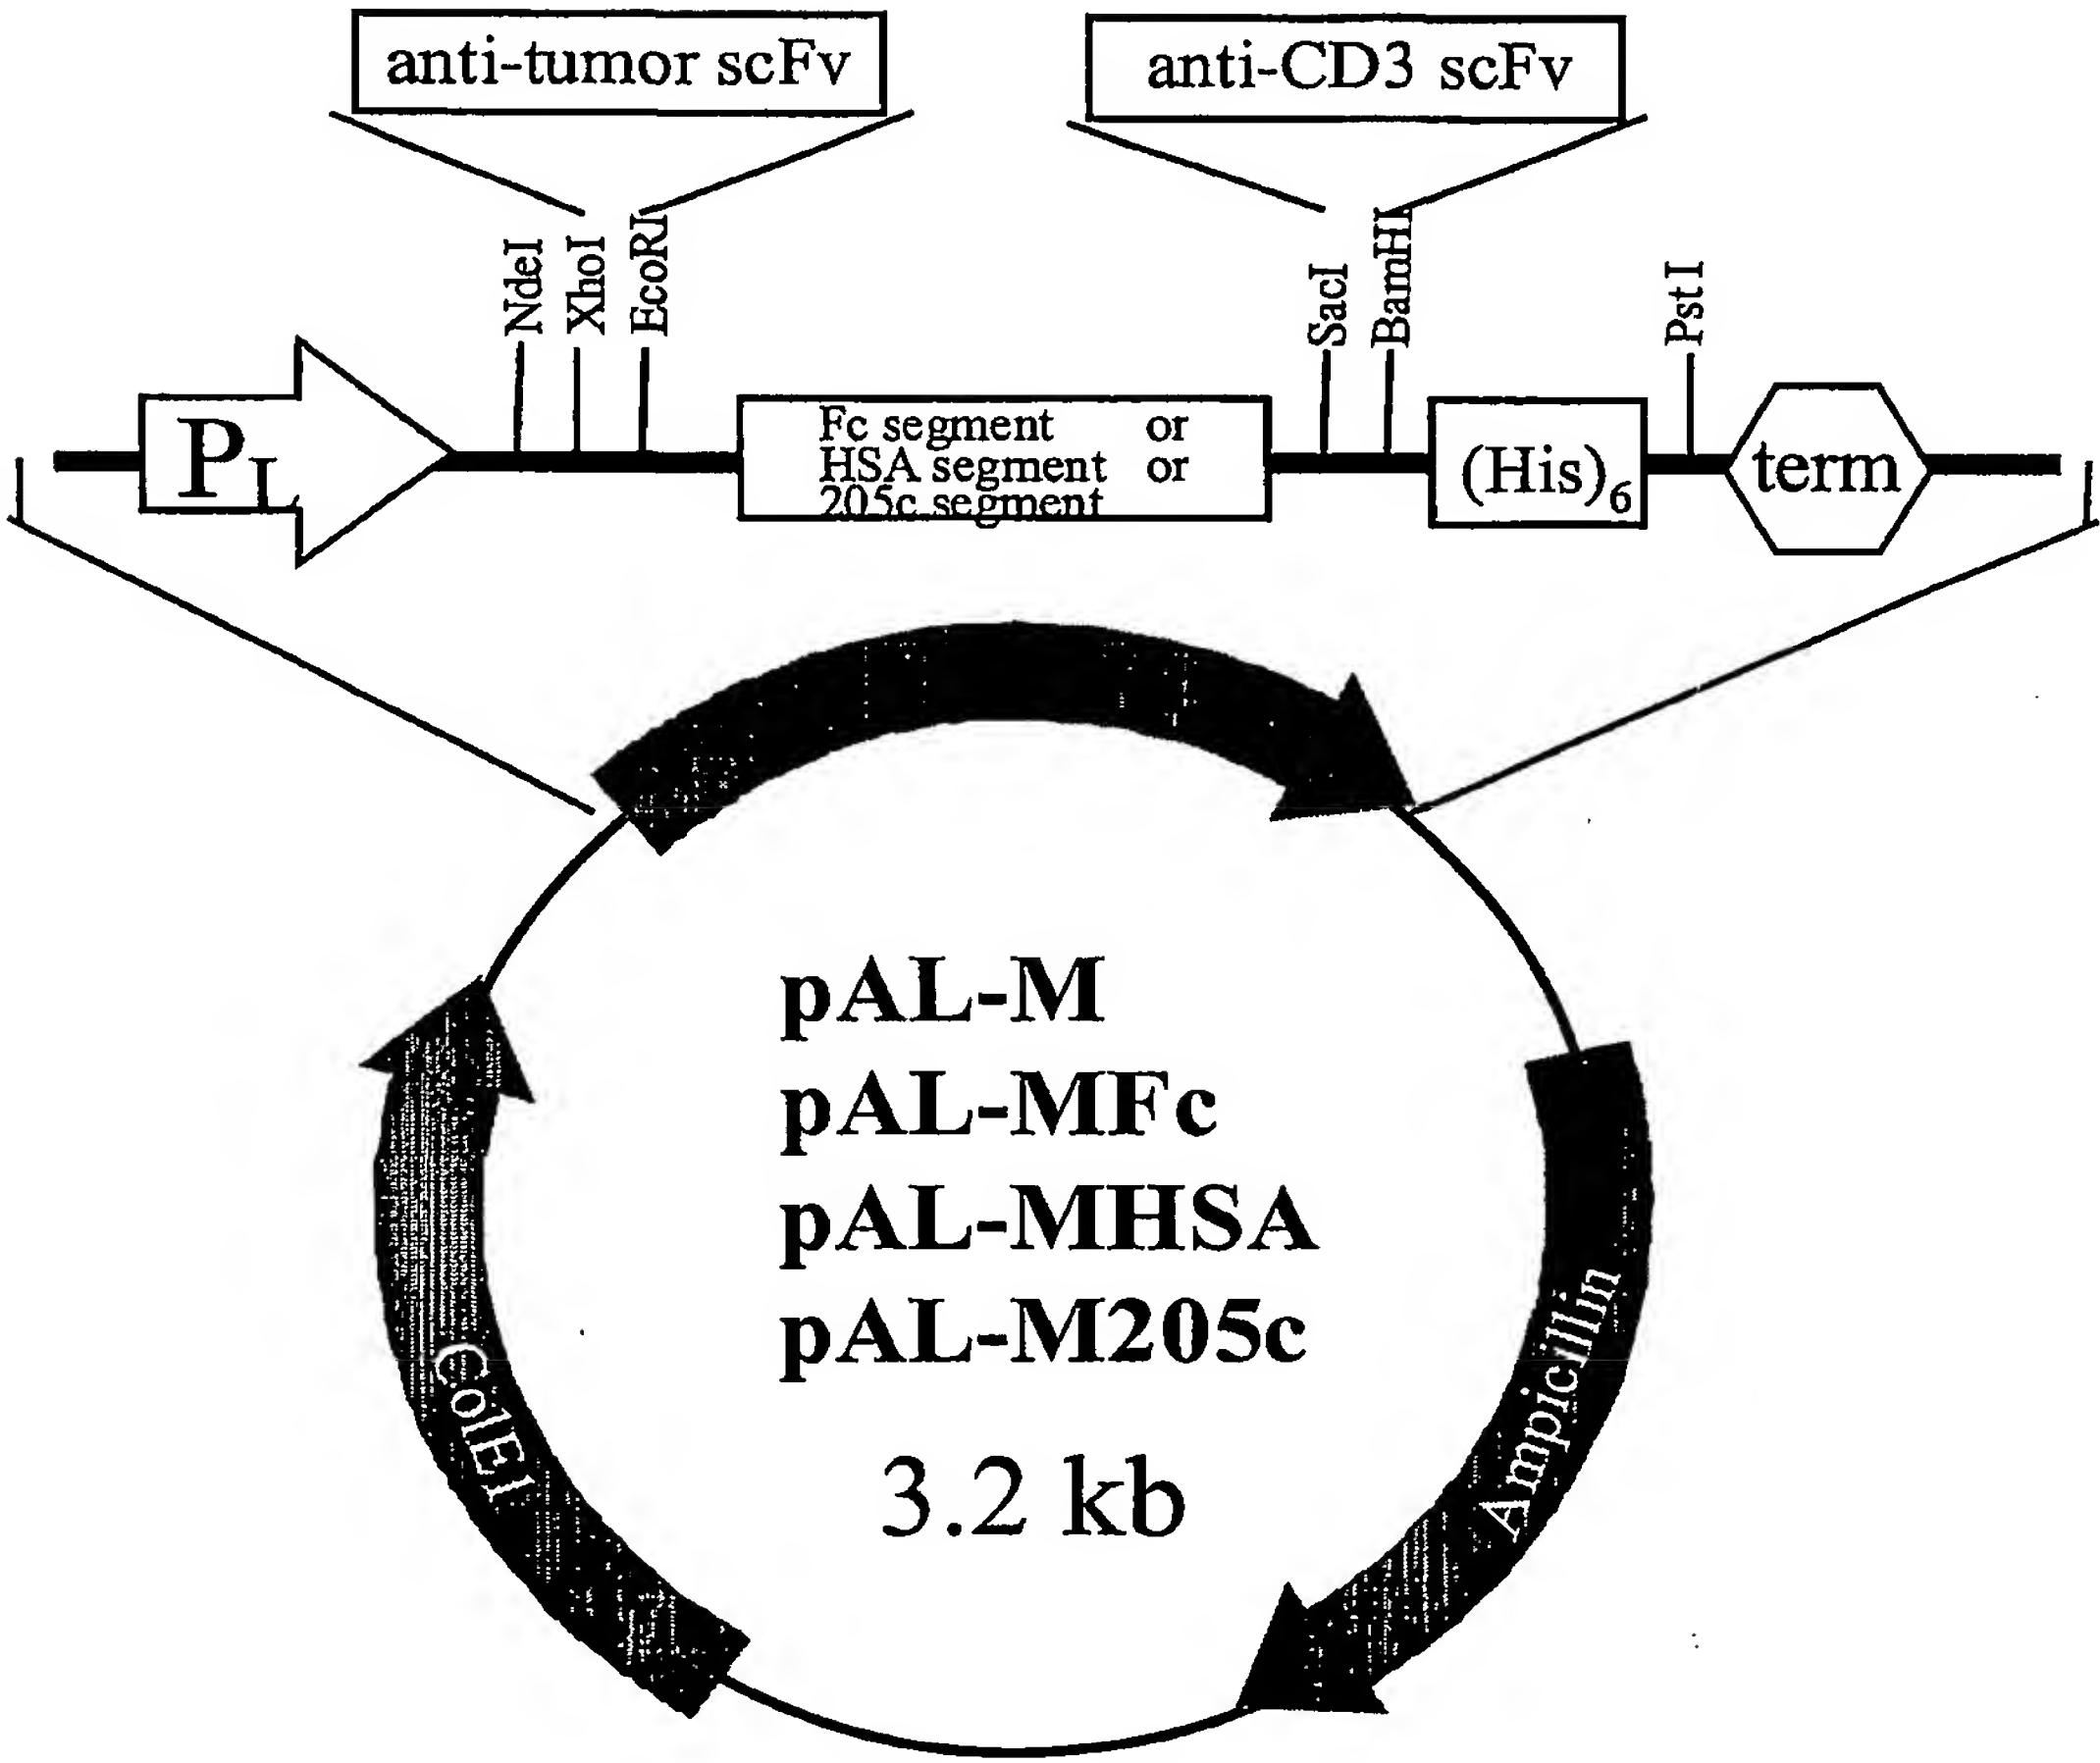 anti-tumor scFv
anti-CD3 scFv
NdeI
XhoI
EcoRI
SacI
BamHI
Pst I
PL
Fc segment or
HSA segment or
205c segment
(His)6
term
pAL-M
pAL-MFc
pAL-MHSA
pAL-M205c
3.2 kb
ColE1
Ampicillin